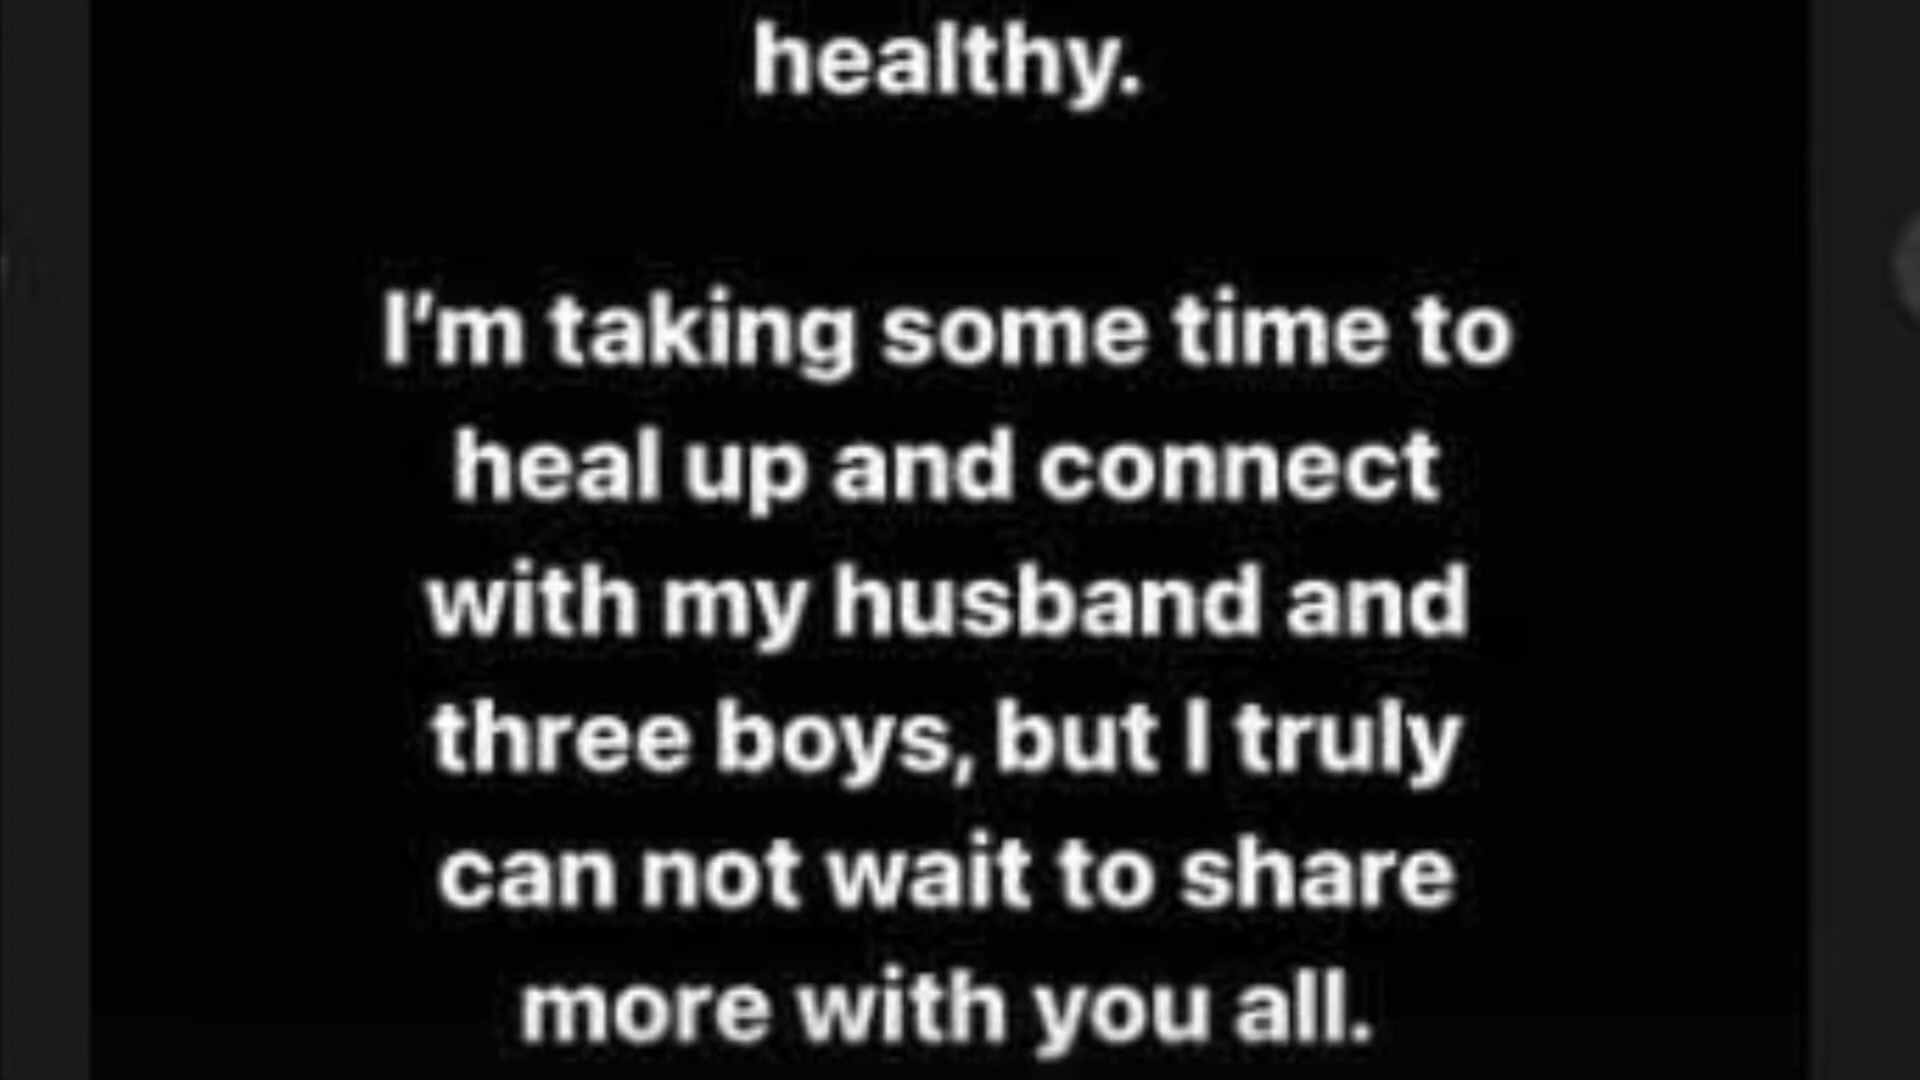 healthy.
I’m taking some time to
heal up and connect
with my husband and
three boys, but I truly
can not wait to share
more with you all.